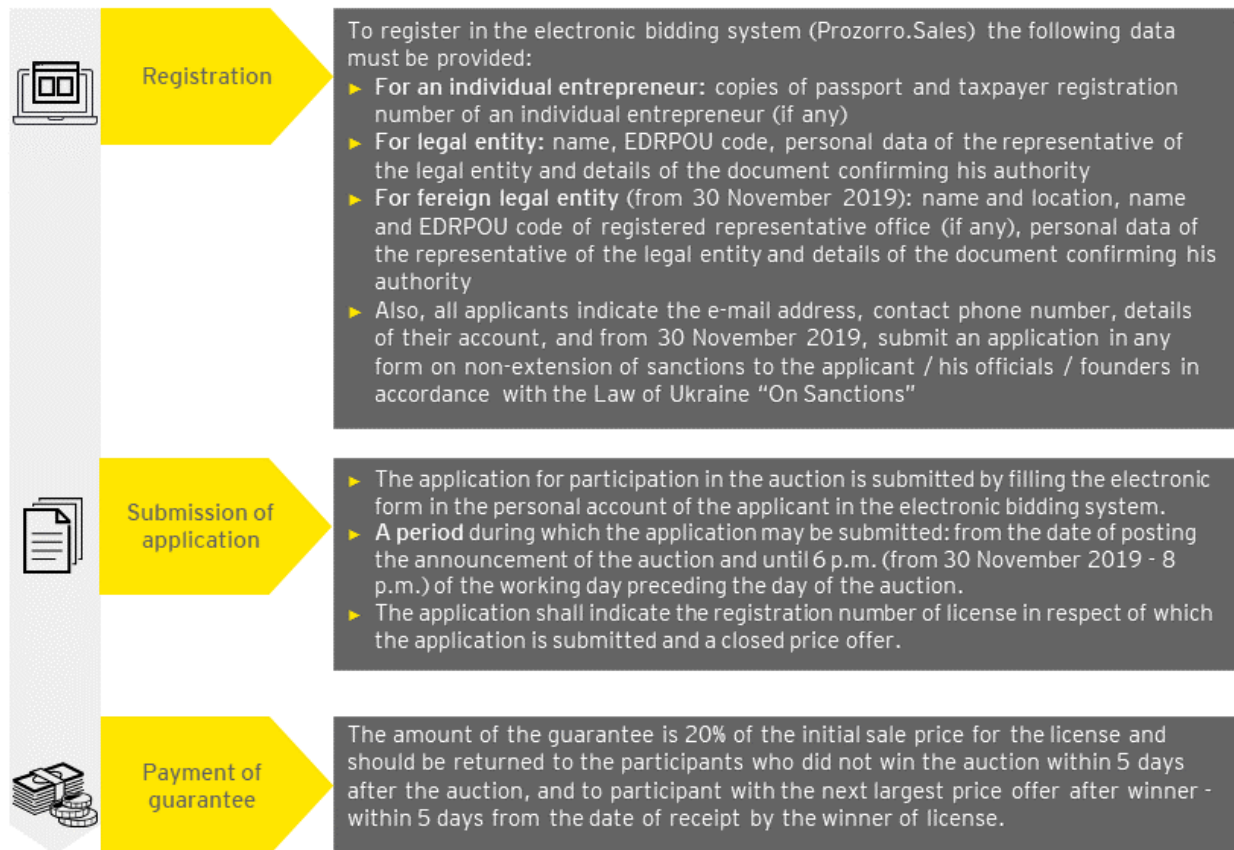 Registration
To register in the electronic bidding system (Prozorro.Sales) the following data
must be provided:
► For an individual entrepreneur: copies of passport and taxpayer registration
number of an individual entrepreneur (if any)
► For legal entity: name, EDRPOU code, personal data of the representative of
the legal entity and details of the document confirming his authority
► For fereign legal entity (from 30 November 2019): name and location, name
and EDRPOU code of registered representative office (if any), personal data of
the representative of the legal entity and details of the document confirming his
authority
► Also, all applicants indicate the e-mail address, contact phone number, details
of their account, and from 30 November 2019, submit an application in any
form on non-extension of sanctions to the applicant / his officials / founders in
accordance with the Law of Ukraine “On Sanctions”
Submission of
application
► The application for participation in the auction is submitted by filling the electronic
form in the personal account of the applicant in the electronic bidding system.
► A period during which the application may be submitted: from the date of posting
the announcement of the auction and until 6 p.m. (from 30 November 2019 - 8
p.m.) of the working day preceding the day of the auction.
► The application shall indicate the registration number of license in respect of which
the application is submitted and a closed price offer.
Payment of
guarantee
The amount of the guarantee is 20% of the initial sale price for the license and
should be returned to the participants who did not win the auction within 5 days
after the auction, and to participant with the next largest price offer after winner -
within 5 days from the date of receipt by the winner of license.